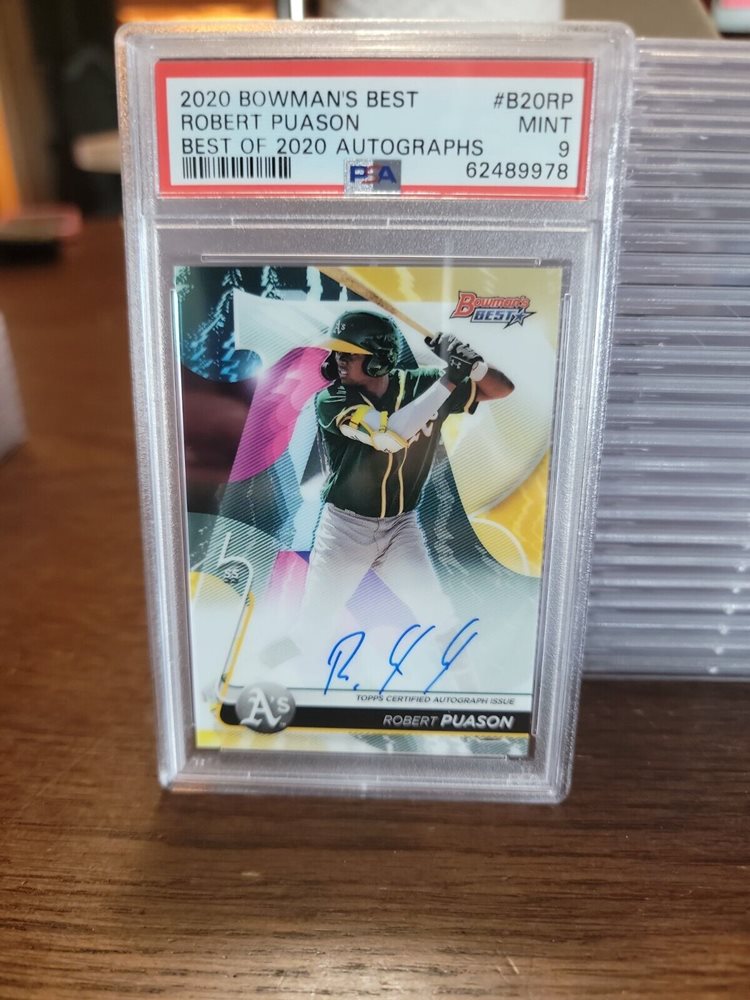 2020 BOWMAN'S BEST #B20RP
ROBERT PUASON MINT
BEST OF 2020 AUTOGRAPHS 9
PSA 62489978
Bowman's
BEST
A's
TOPPS CERTIFIED AUTOGRAPH ISSUE
A's
ROBERT PUASON